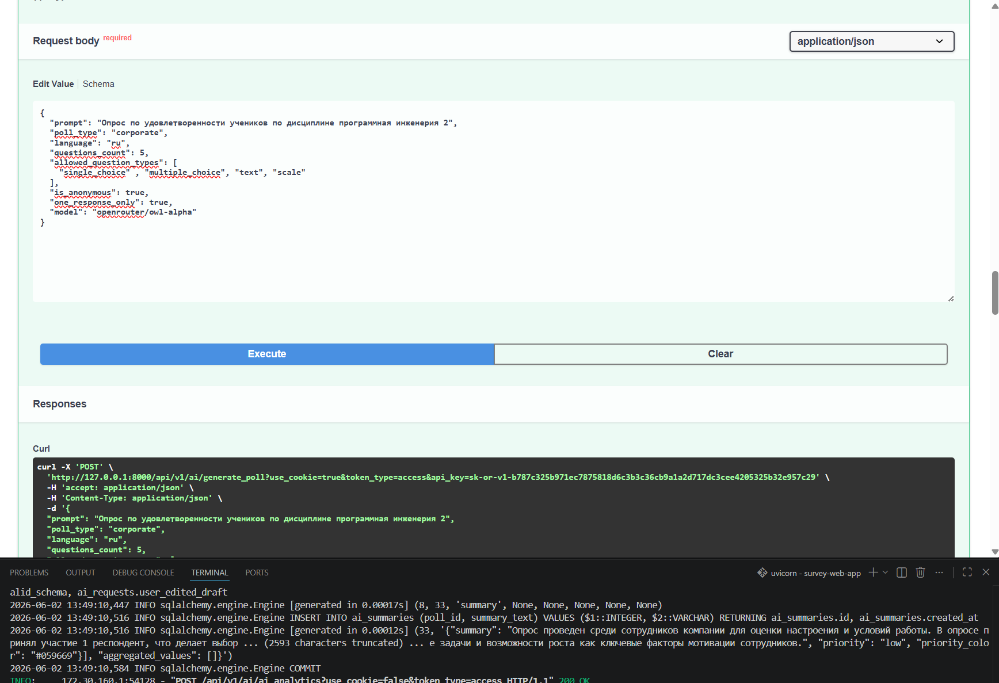 Request body required
application/json
Edit Value
Schema
{
"prompt": "Опрос по удовлетворенности учеников по дисциплине программная инженерия 2",
"poll_type": "corporate",
"language": "ru",
"questions_count": 5,
"allowed_question_types": [
"single_choice" , "multiple_choice", "text", "scale"
],
"is_anonymous": true,
"one_response_only": true,
"model": "openrouter/owl-alpha"
}
Execute
Clear
Responses
Curl
curl -X 'POST' \
'http://127.0.0.1:8000/api/v1/ai/generate_poll?use_cookie=true&token_type=access&api_key=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' \
-H 'accept: application/json' \
-H 'Content-Type: application/json' \
-d '{
"prompt": "Опрос по удовлетворенности учеников по дисциплине программная инженерия 2",
"poll_type": "corporate",
"language": "ru",
"questions_count": 5,
PROBLEMS
OUTPUT
DEBUG CONSOLE
TERMINAL
PORTS
uvicorn - survey-web-app
alid_schema, ai_requests.user_edited_draft
2026-06-02 13:49:10,447 INFO sqlalchemy.engine.Engine [generated in 0.00017s] (8, 33, 'summary', None, None, None, None, None)
2026-06-02 13:49:10,516 INFO sqlalchemy.engine.Engine INSERT INTO ai_summaries (poll_id, summary_text) VALUES ($1::INTEGER, $2::VARCHAR) RETURNING ai_summaries.id, ai_summaries.created_at
2026-06-02 13:49:10,516 INFO sqlalchemy.engine.Engine [generated in 0.00012s] (33, '{"summary": "Опрос проведен среди сотрудников компании для оценки настроения и условий работы. В опросе п
ринял участие 1 респондент, что делает выбор ... (2593 characters truncated) ... е задачи и возможности роста как ключевые факторы мотивации сотрудников.", "priority": "low", "priority_colo
r": "#059669"}], "aggregated_values": []}')
2026-06-02 13:49:10,584 INFO sqlalchemy.engine.Engine COMMIT
INFO: 172.30.160.1:54128 - "POST /api/v1/ai/ai_analytics?use_cookie=false&token_type=access HTTP/1.1" 200 OK